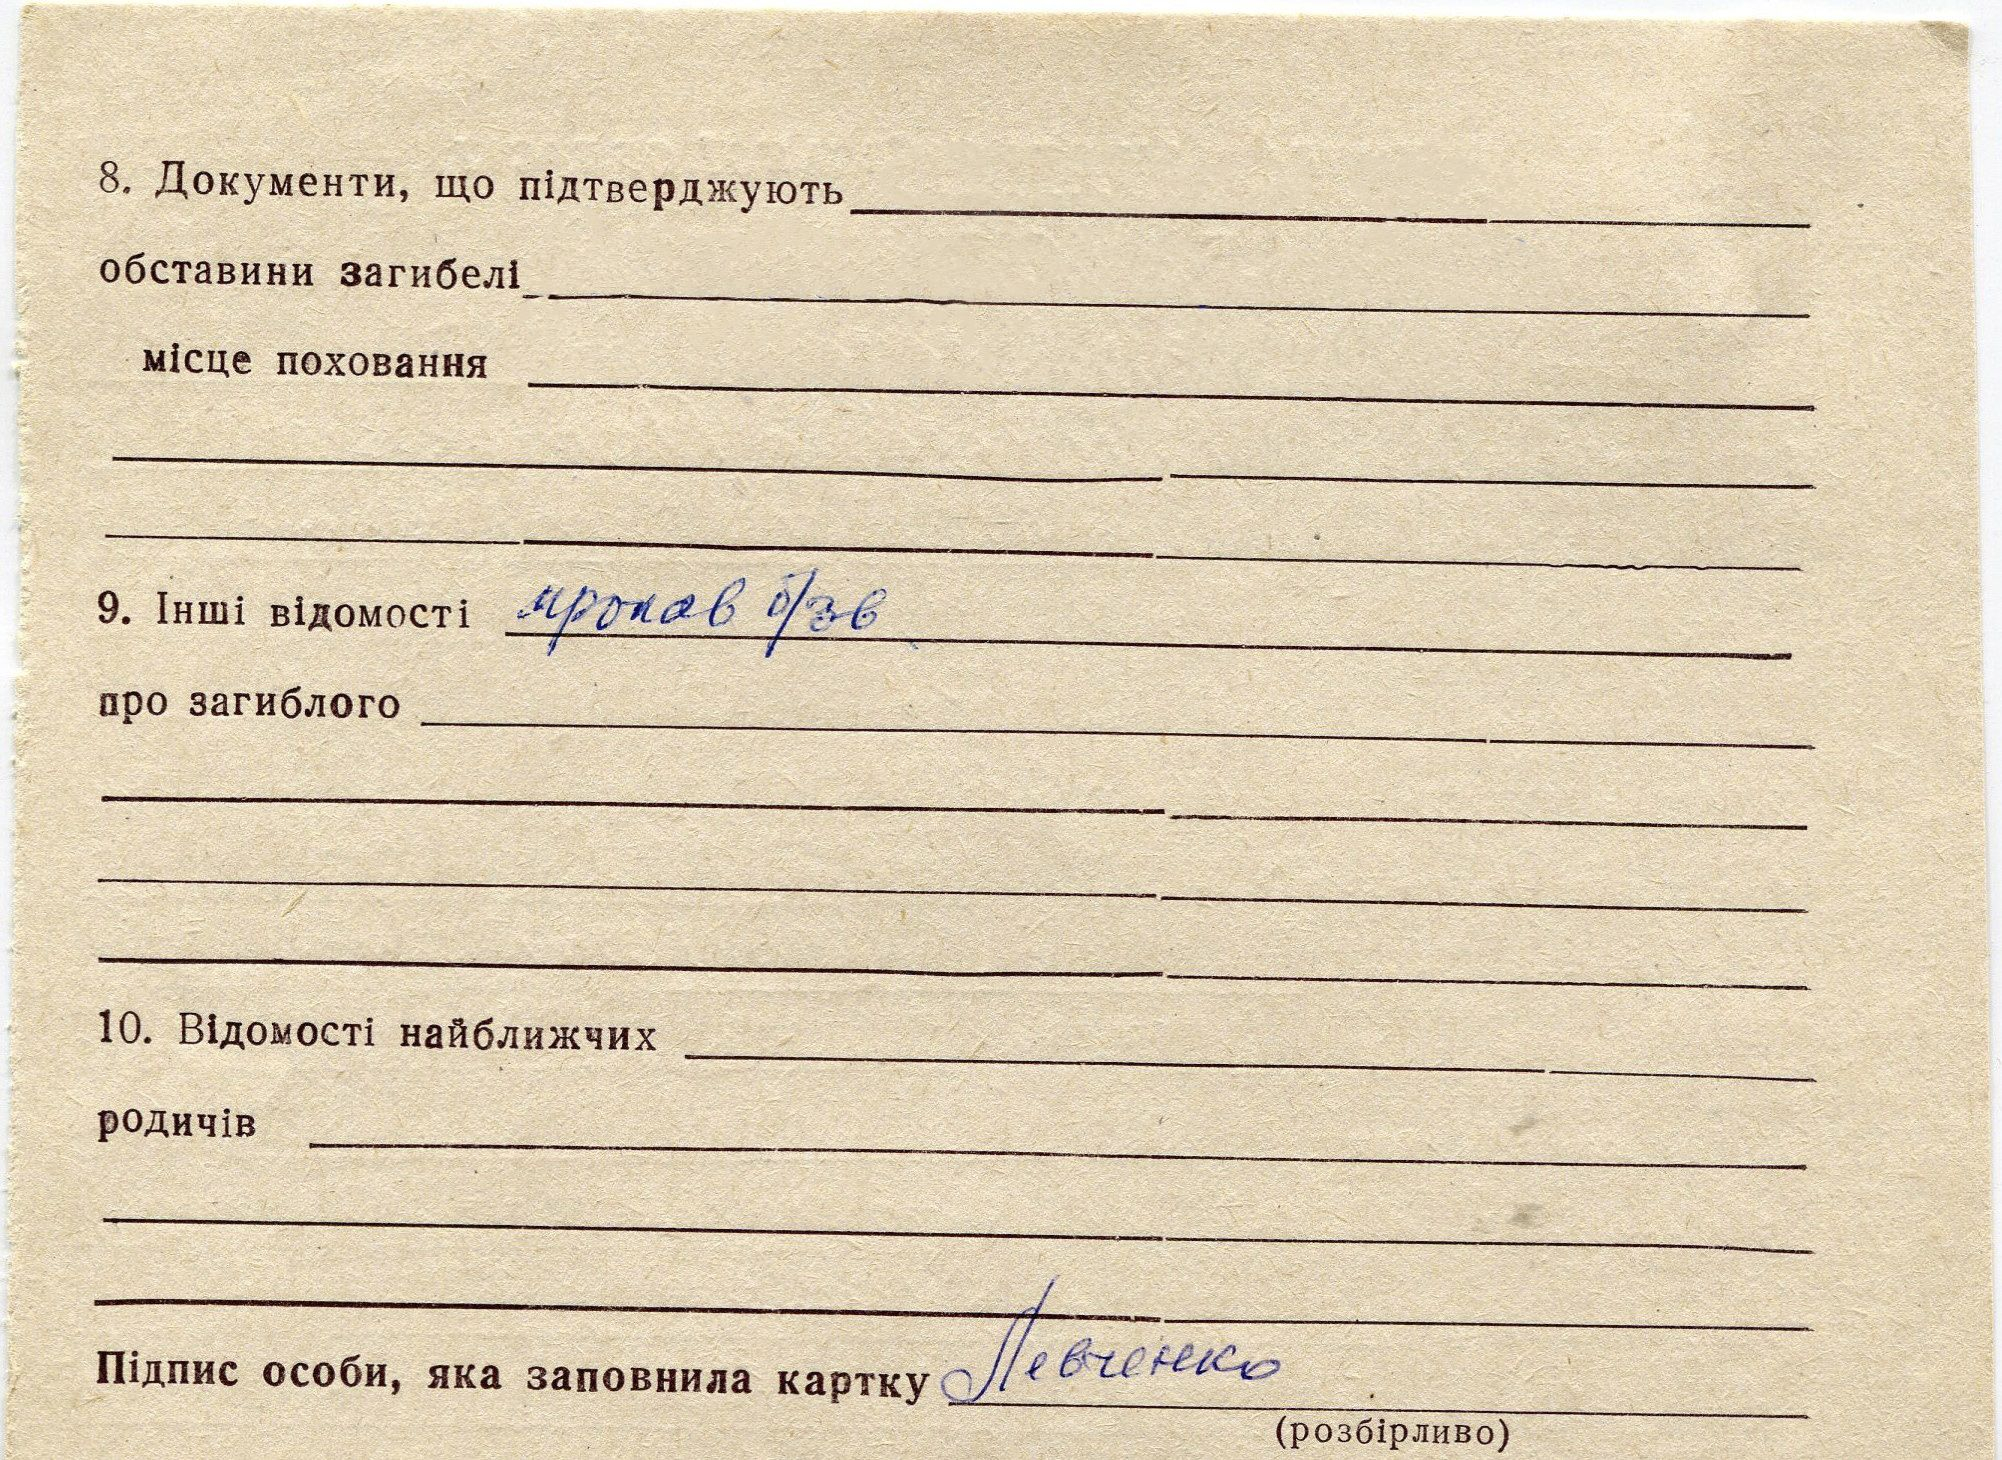 8. Документи, що підтверджують
обставини загибелі
місце поховання
9. Інші відомості пропав б/зв
про загиблого
10. Відомості найближчих
родичів
Підпис особи, яка заповнила картку Левченко
(розбірливо)